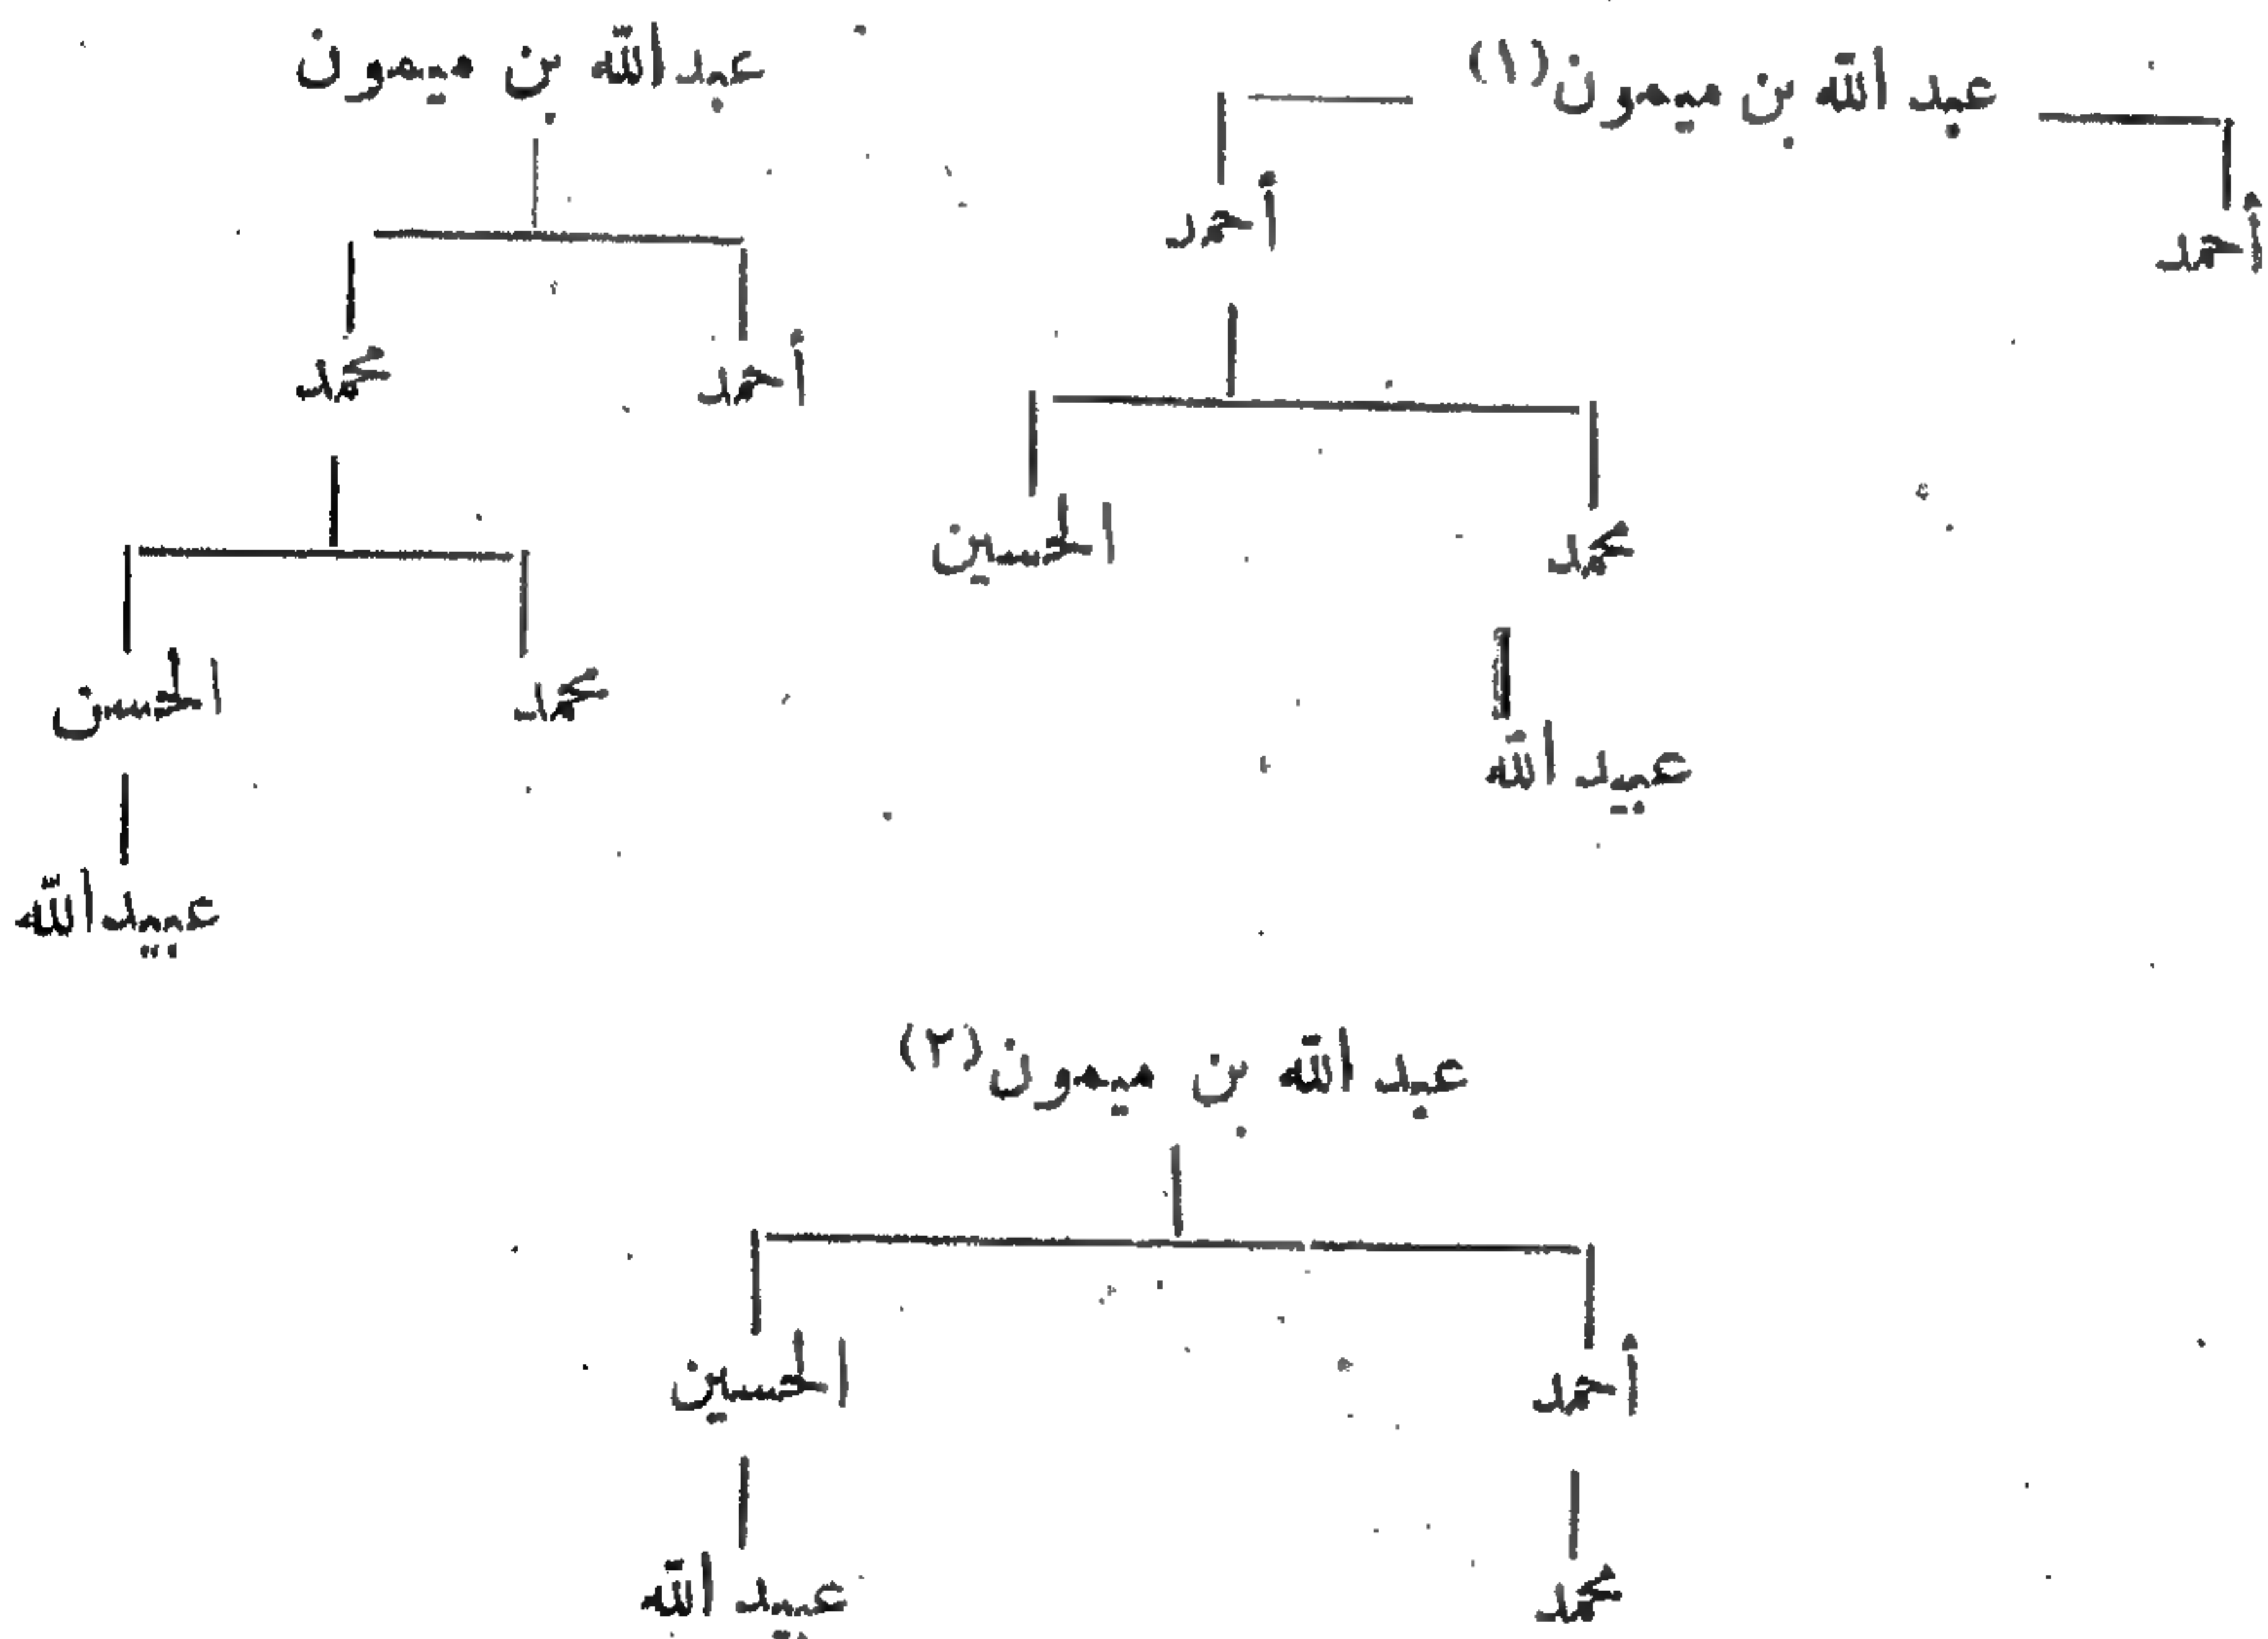 عبد الله بن ميمون (١)
أحمد
أحمد
محمد
الحسين
عبيد الله
عبد الله بن ميمون
أحمد
محمد
محمد
الحسن
عبيد الله
عبد الله بن ميمون (٢)
أحمد
الحسين
محمد
عبيد الله